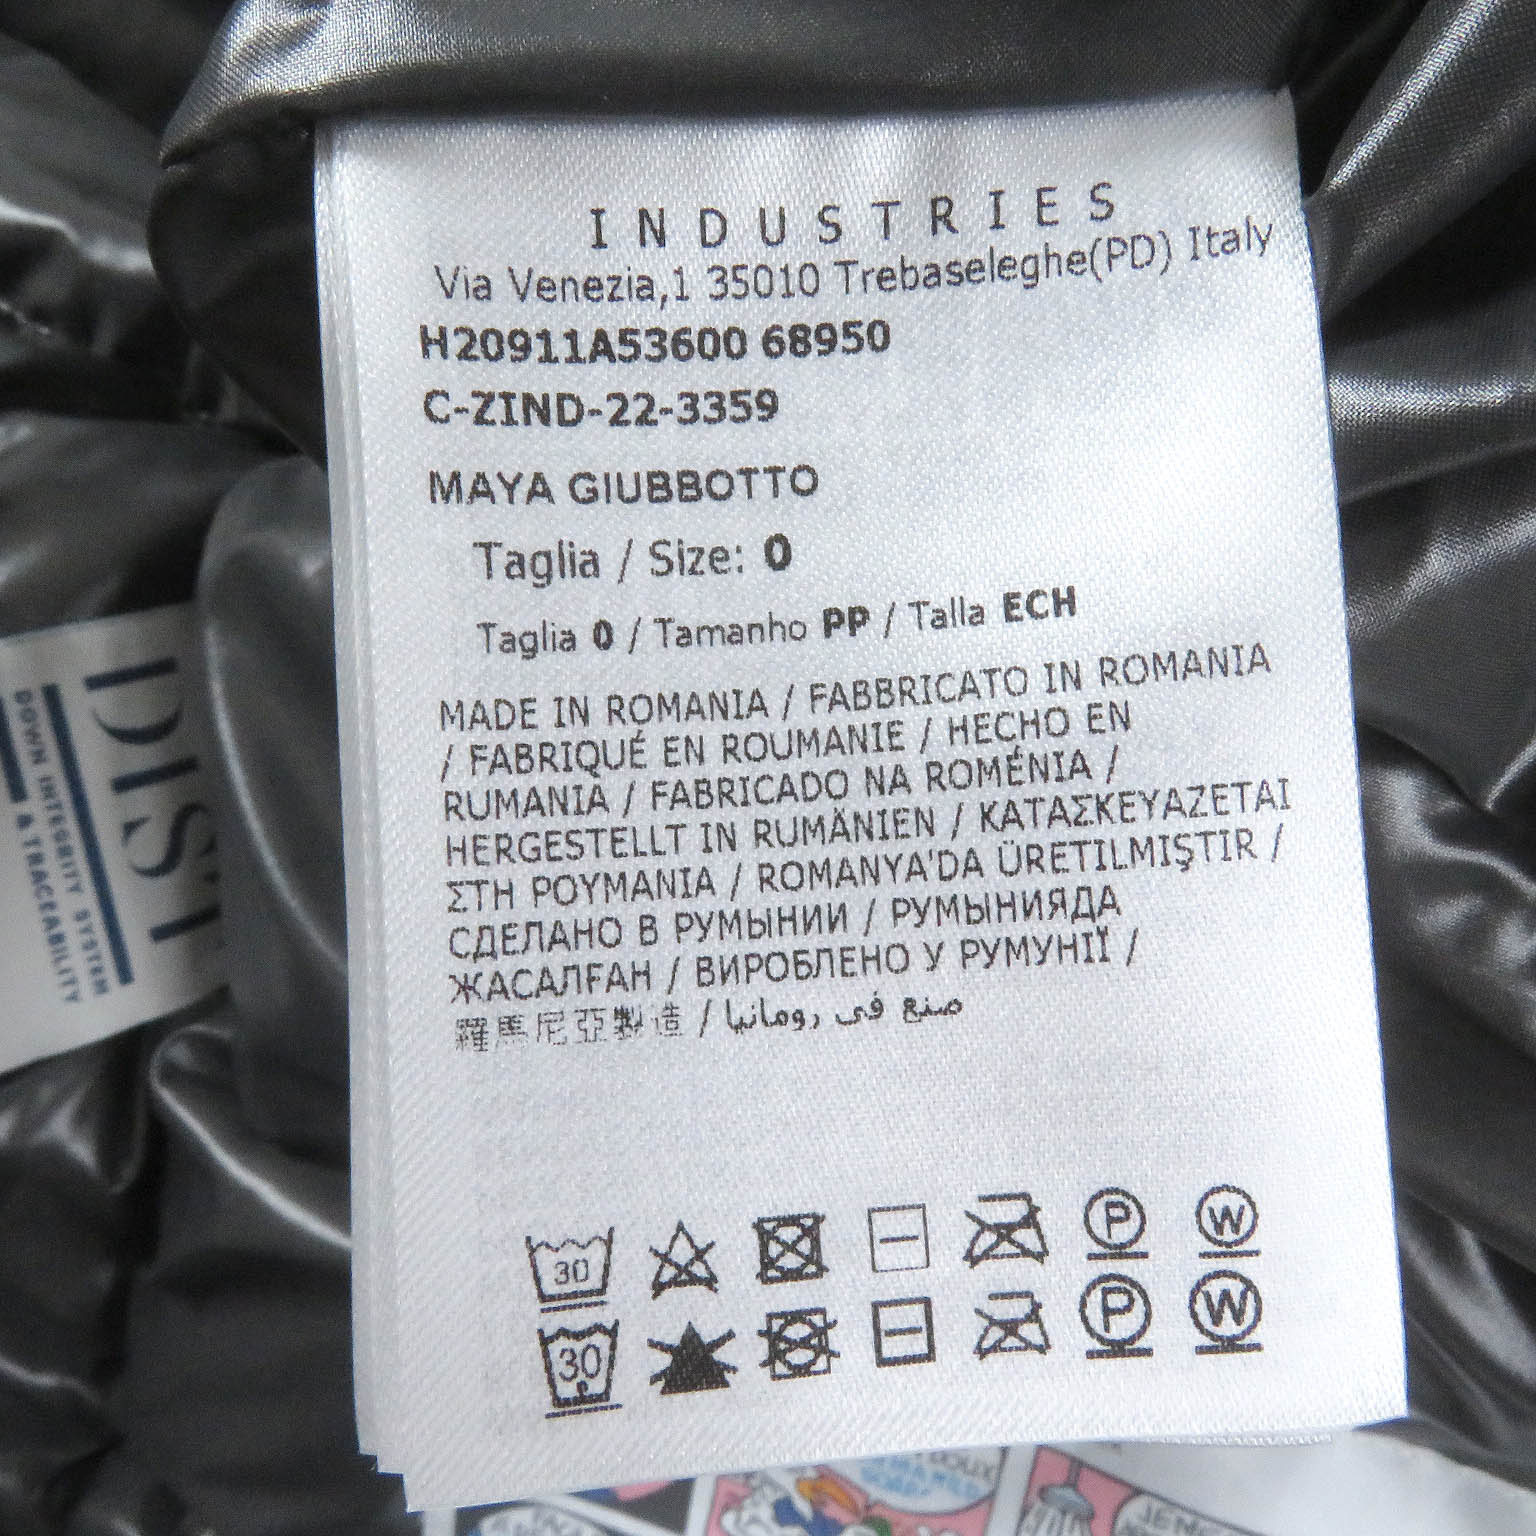 INDUSTRIES
Via Venezia,1 35010 Trebaseleghe(PD) Italy
H20911A53600 68950
C-ZIND-22-3359
MAYA GIUBBOTTO
Taglia / Size: 0
Taglia 0 / Tamanho PP / Talla ECH
MADE IN ROMANIA / FABBRICATO IN ROMANIA
/ FABRIQUÉ EN ROUMANIE / HECHO EN
RUMANIA / FABRICADO NA ROMÉNIA /
HERGESTELLT IN RUMÄNIEN / ΚΑΤΑΣΚΕΥΑΖΕΤΑΙ
ΣΤΗ ΡΟΥΜΑΝΙΑ / ROMANYA'DA ÜRETILMIŞTIR /
СДЕЛАНО В РУМЫНИИ / РУМЫНИЯДА
ЖАСАЛҒАН / ВИРОБЛЕНО У РУМУНІЇ /
羅馬尼亞製造 / صنع في رومانيا
30 P W
30 P W
DIST
DOWN INTEGRITY SYSTEM
& TRACEABILITY